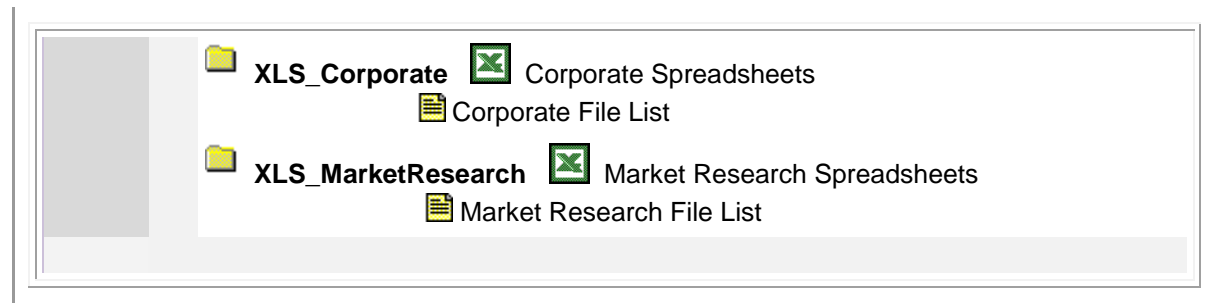 XLS_Corporate Corporate Spreadsheets
Corporate File List
XLS_MarketResearch Market Research Spreadsheets
Market Research File List